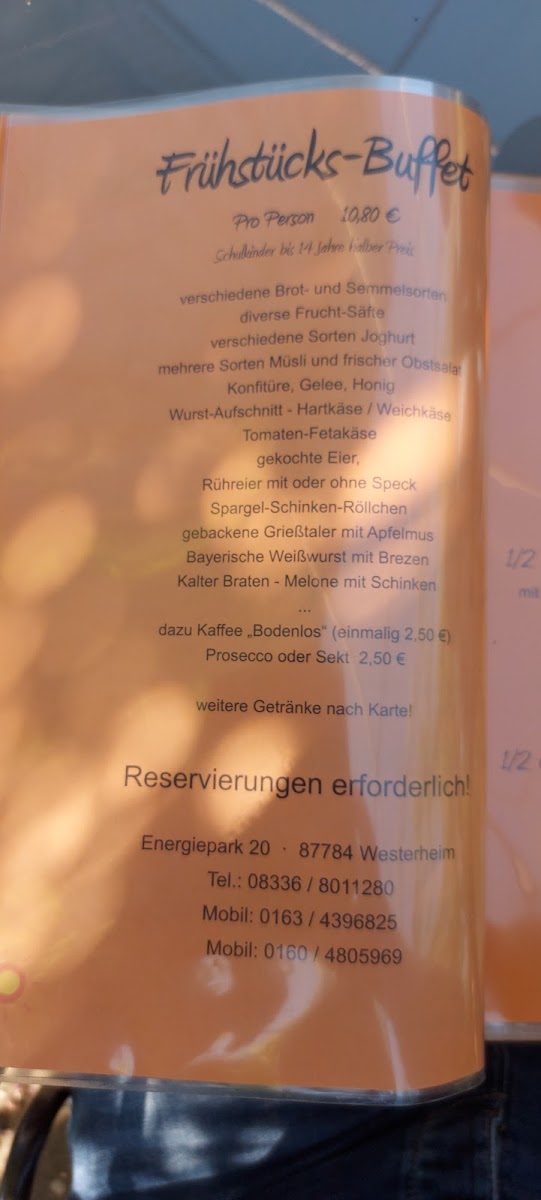 Frühstücks-Buffet
Pro Person 10,80 €
Schulkinder bis 14 Jahre halber Preis
verschiedene Brot- und Semmelsorten
diverse Frucht-Säfte
verschiedene Sorten Joghurt
mehrere Sorten Müsli und frischer Obstsalat
Konfitüre, Gelee, Honig
Wurst-Aufschnitt - Hartkäse / Weichkäse
Tomaten-Fetakäse
gekochte Eier,
Rühreier mit oder ohne Speck
Spargel-Schinken-Röllchen
gebackene Grießtaler mit Apfelmus
Bayerische Weißwurst mit Brezen
Kalter Braten - Melone mit Schinken
...
dazu Kaffee „Bodenlos“ (einmalig 2,50 €)
Prosecco oder Sekt 2,50 €
weitere Getränke nach Karte!
Reservierungen erforderlich!
Energiepark 20 · 87784 Westerheim
Tel.: 08336 / 8011280
Mobil: 0163 / 4396825
Mobil: 0160 / 4805969
1/2
mit
1/2